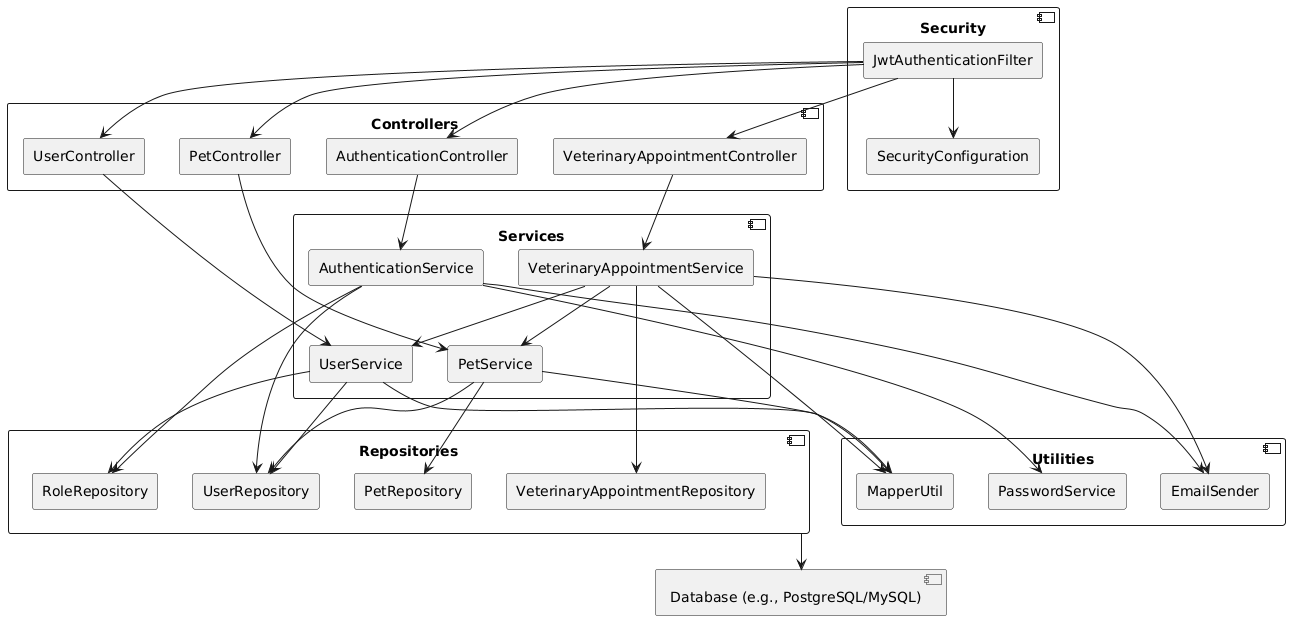 Security
JwtAuthenticationFilter
Controllers
UserController
PetController
AuthenticationController
VeterinaryAppointmentController
SecurityConfiguration
Services
AuthenticationService
VeterinaryAppointmentService
UserService
PetService
Repositories
RoleRepository
UserRepository
PetRepository
VeterinaryAppointmentRepository
Utilities
MapperUtil
PasswordService
EmailSender
Database (e.g., PostgreSQL/MySQL)